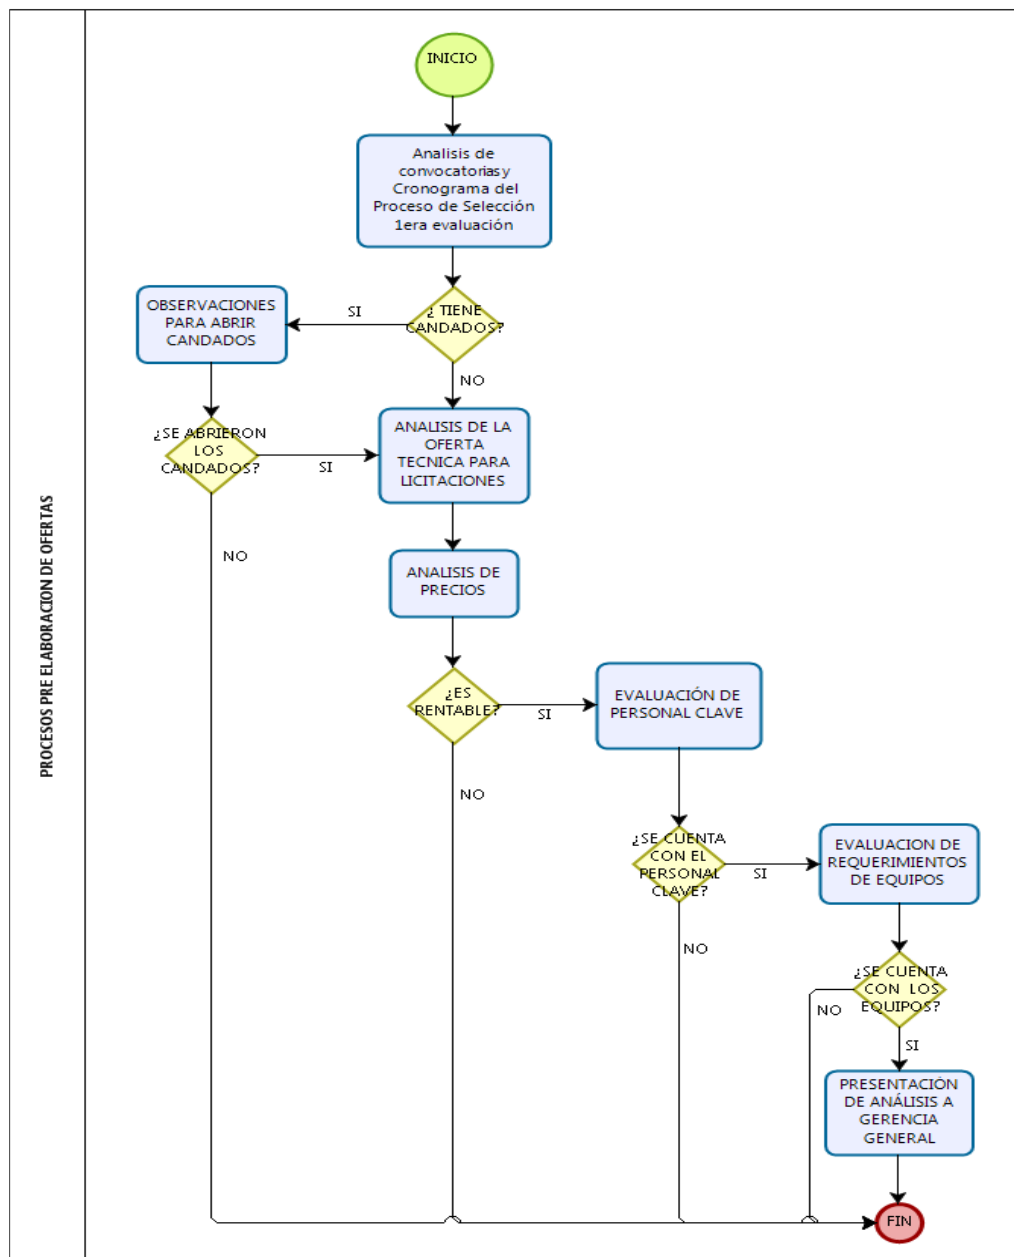 PROCESOS PRE ELABORACION DE OFERTAS
INICIO
Analisis de
convocatorias y
Cronograma del
Proceso de Selección
1era evaluación
¿ TIENE
CANDADOS?
SI
NO
OBSERVACIONES
PARA ABRIR
CANDADOS
¿SE ABRIERON
LOS
CANDADOS?
SI
NO
ANALISIS DE LA
OFERTA
TECNICA PARA
LICITACIONES
ANALISIS DE
PRECIOS
¿ES
RENTABLE?
SI
NO
EVALUACIÓN DE
PERSONAL CLAVE
¿SE CUENTA
CON EL
PERSONAL
CLAVE?
SI
NO
EVALUACION DE
REQUERIMIENTOS
DE EQUIPOS
¿SE CUENTA
CON LOS
EQUIPOS?
NO
SI
PRESENTACIÓN
DE ANÁLISIS A
GERENCIA
GENERAL
FIN